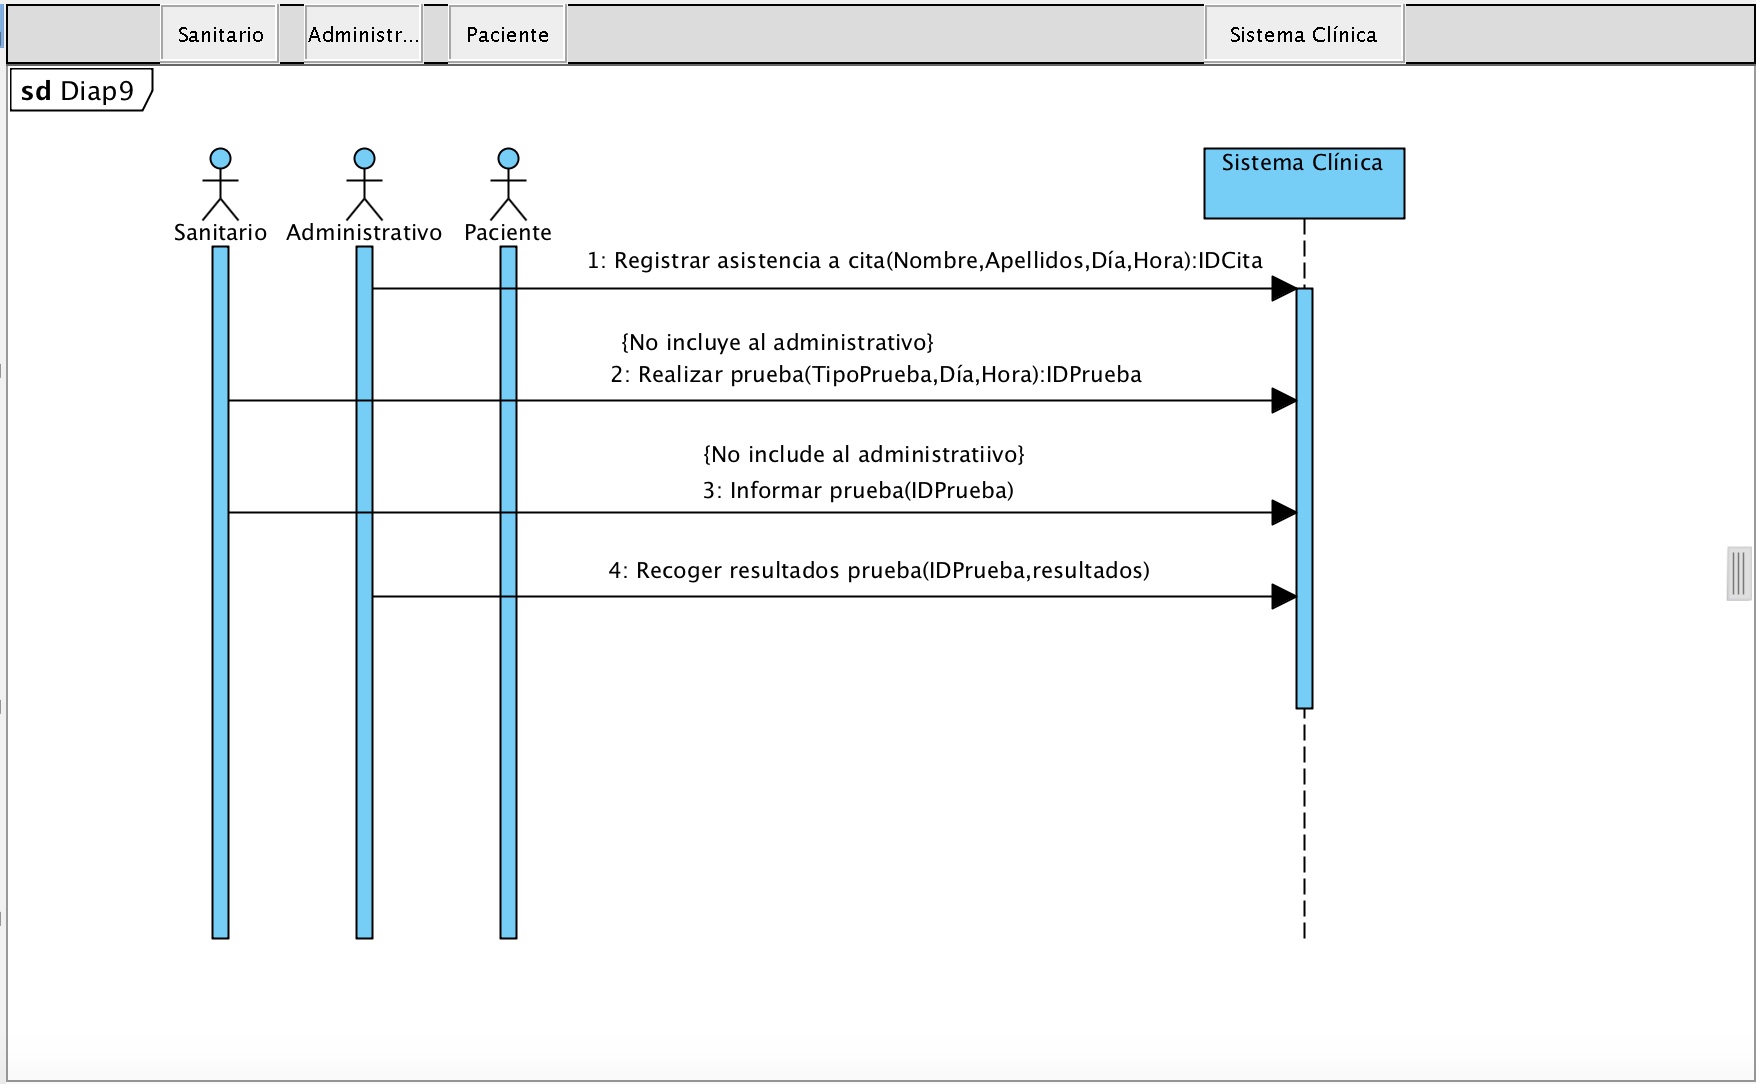 Sanitario
Administr...
Paciente
Sistema Clínica
sd Diap9
Sistema Clínica
Sanitario
Administrativo
Paciente
1: Registrar asistencia a cita(Nombre,Apellidos,Día,Hora):IDCita
{No incluye al administrativo}
2: Realizar prueba(TipoPrueba,Día,Hora):IDPrueba
{No include al administratiivo}
3: Informar prueba(IDPrueba)
4: Recoger resultados prueba(IDPrueba,resultados)